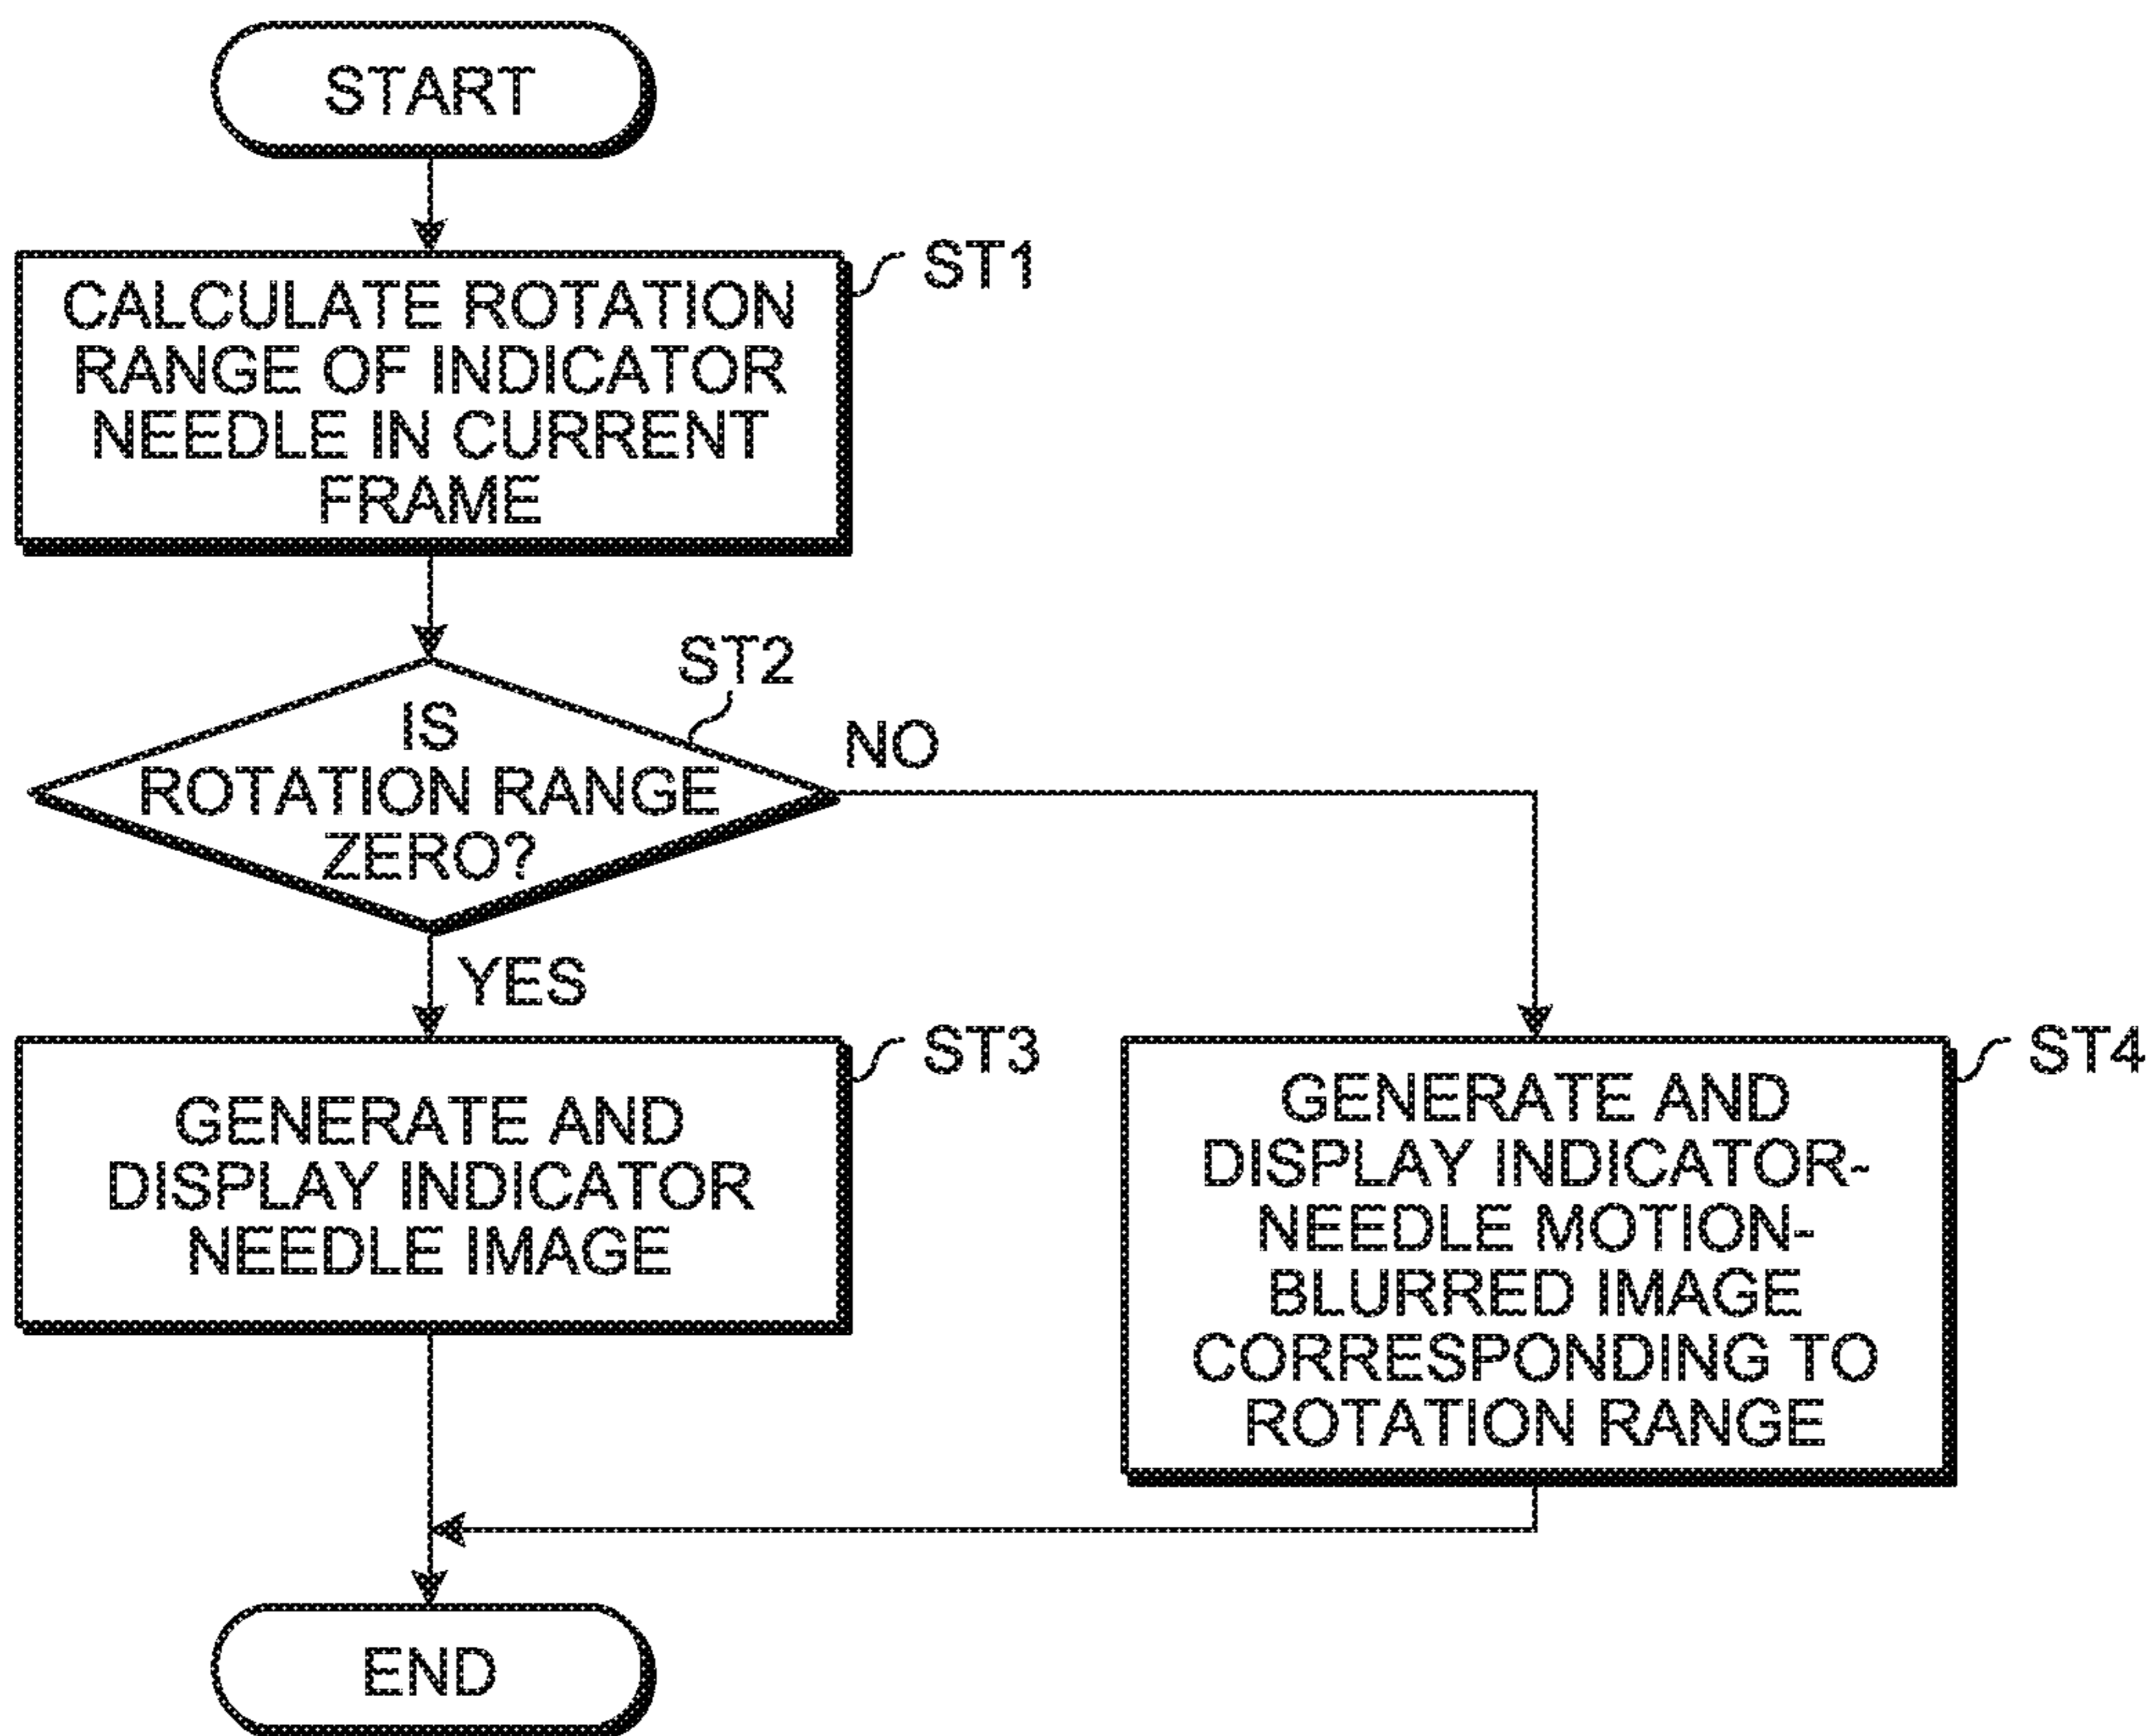 START
ST1
CALCULATE ROTATION
RANGE OF INDICATOR
NEEDLE IN CURRENT
FRAME
ST2
IS
ROTATION RANGE
ZERO?
NO
YES
ST3
GENERATE AND
DISPLAY INDICATOR
NEEDLE IMAGE
ST4
GENERATE AND
DISPLAY INDICATOR-
NEEDLE MOTION-
BLURRED IMAGE
CORRESPONDING TO
ROTATION RANGE
END